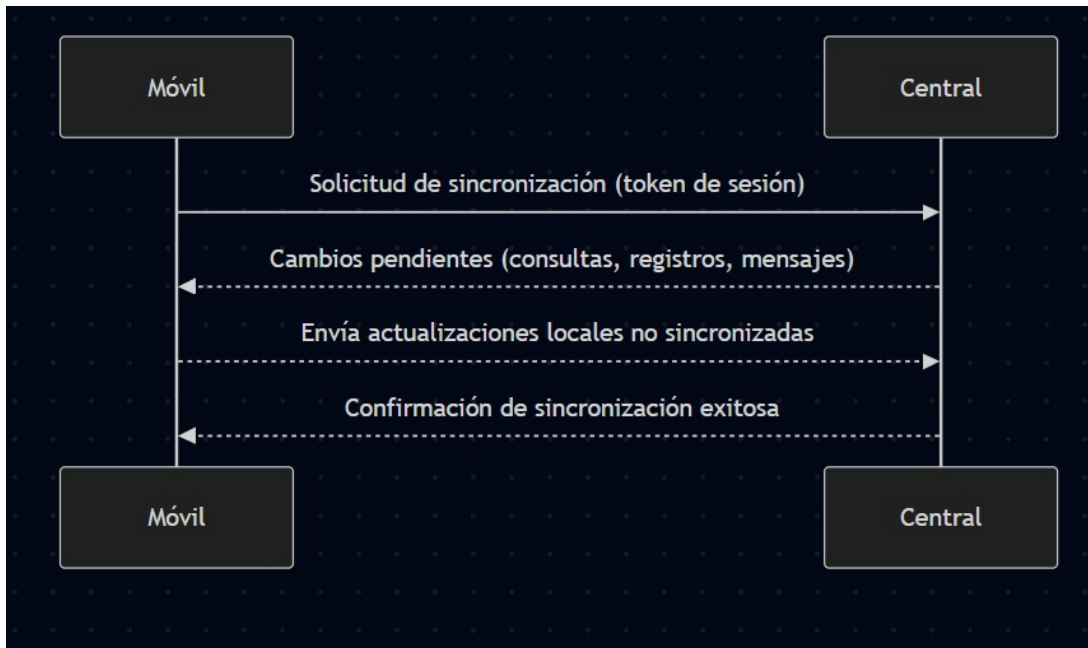 Móvil
Central
Solicitud de sincronización (token de sesión)
Cambios pendientes (consultas, registros, mensajes)
Envía actualizaciones locales no sincronizadas
Confirmación de sincronización exitosa
Móvil
Central